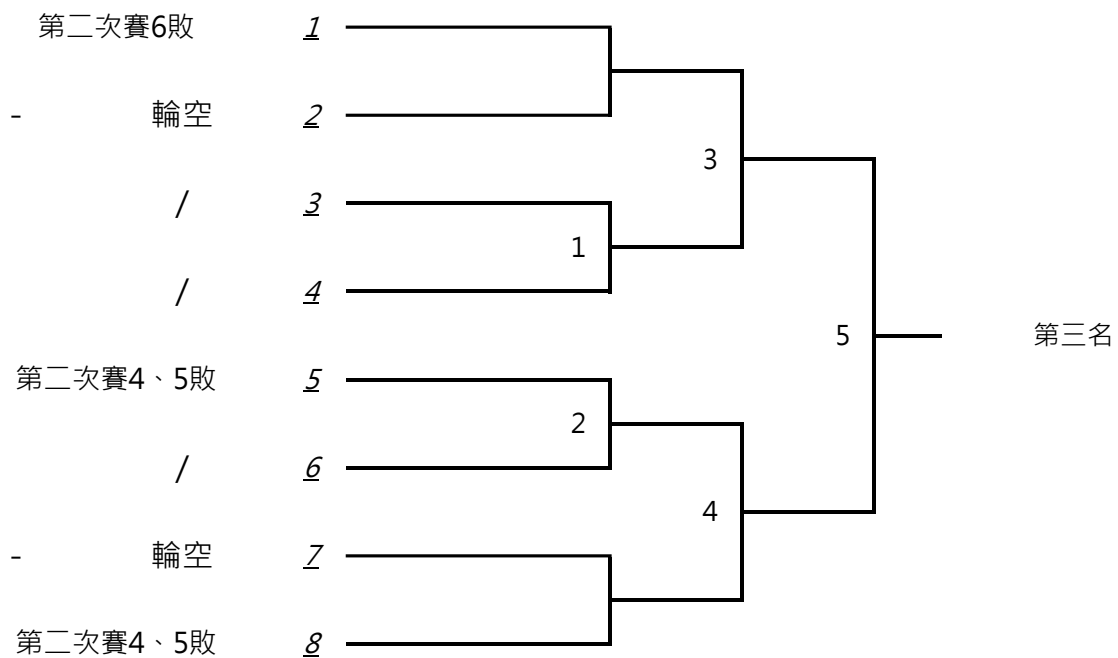 第二次賽6敗 1
- 輪空 2
3
/ 3
1
/ 4
5 第三名
第二次賽4、5敗 5
2
/ 6
4
- 輪空 7
第二次賽4、5敗 8